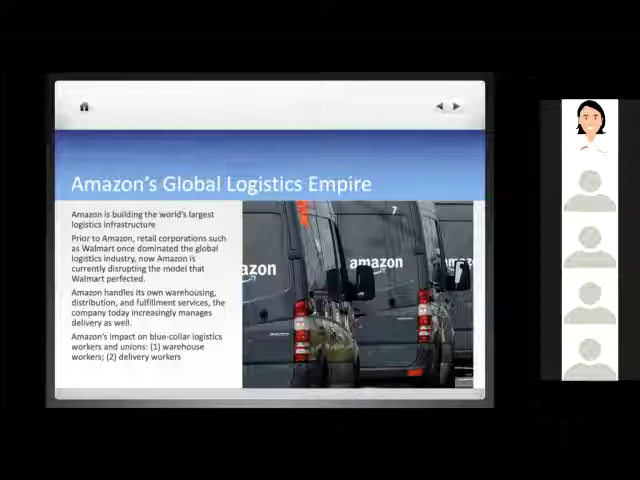 Amazon's Global Logistics Empire
Amazon is building the world's largest
logistics infrastructure
Prior to Amazon, retail corporations such
as Walmart once dominated the global
logistics industry, now Amazon is
currently disrupting the model that
Walmart perfected.
Amazon handles its own warehousing,
distribution, and fulfillment services, the
company today increasingly manages
delivery as well.
Amazon's impact on blue-collar logistics
workers and unions: (1) warehouse
workers; (2) delivery workers
7
azon
amazon
amazo